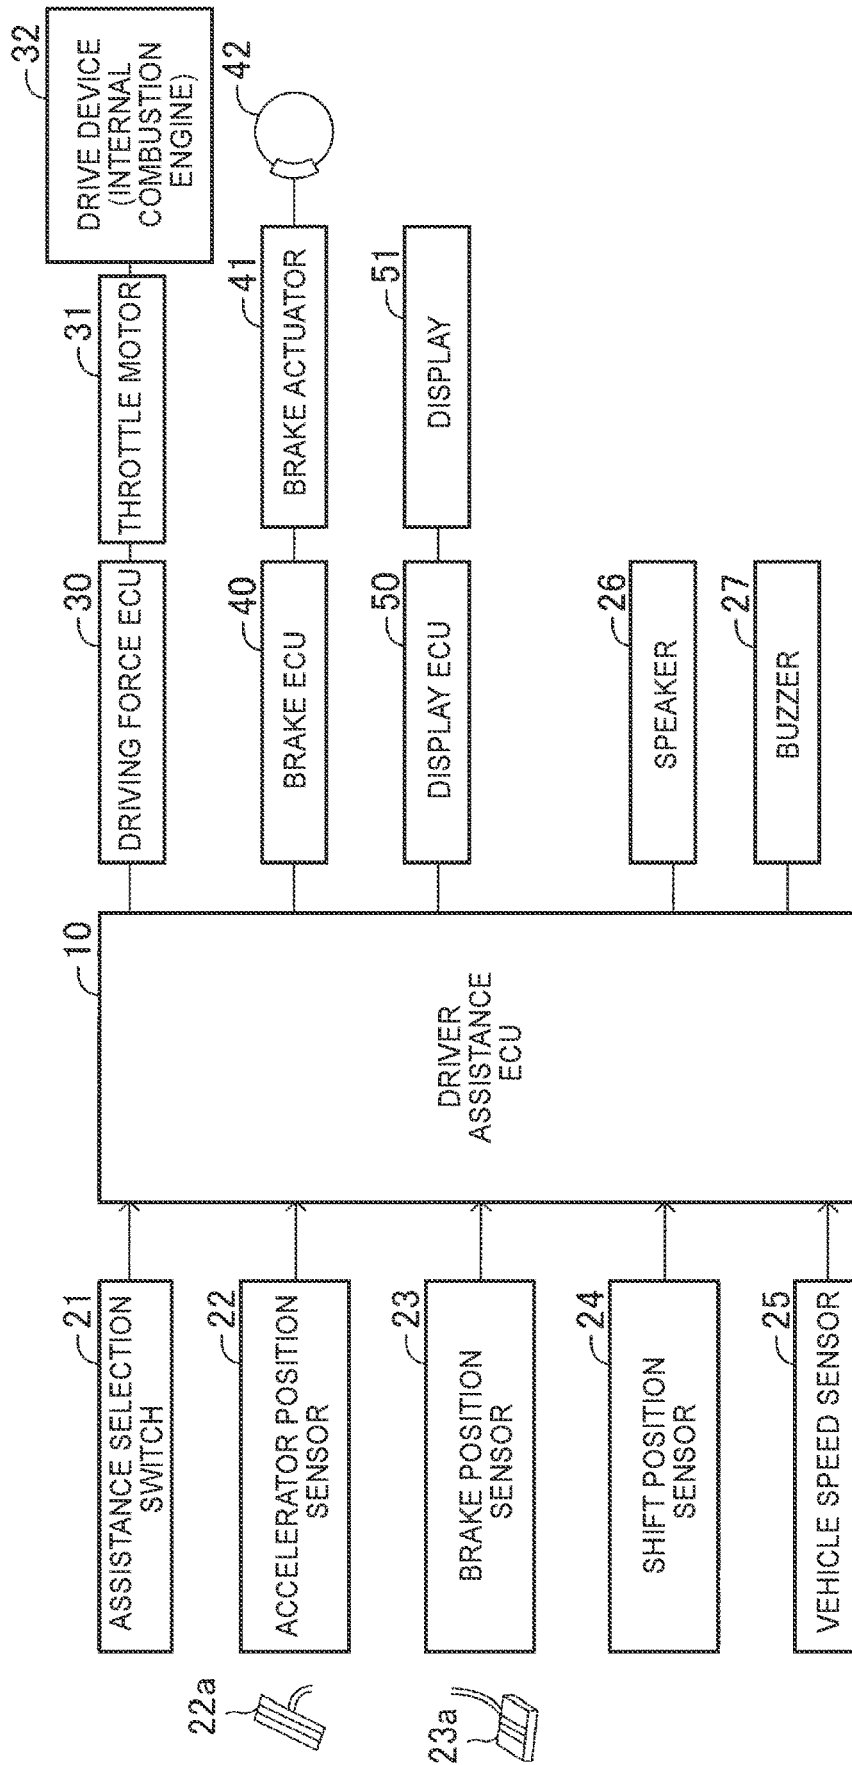 21
ASSISTANCE SELECTION
SWITCH
22a
22
ACCELERATOR POSITION
SENSOR
23a
23
BRAKE POSITION
SENSOR
24
SHIFT POSITION
SENSOR
25
VEHICLE SPEED SENSOR
10
DRIVER
ASSISTANCE
ECU
30
DRIVING FORCE ECU
31
THROTTLE MOTOR
32
DRIVE DEVICE
(INTERNAL
COMBUSTION
ENGINE)
40
BRAKE ECU
41
BRAKE ACTUATOR
42
50
DISPLAY ECU
51
DISPLAY
26
SPEAKER
27
BUZZER